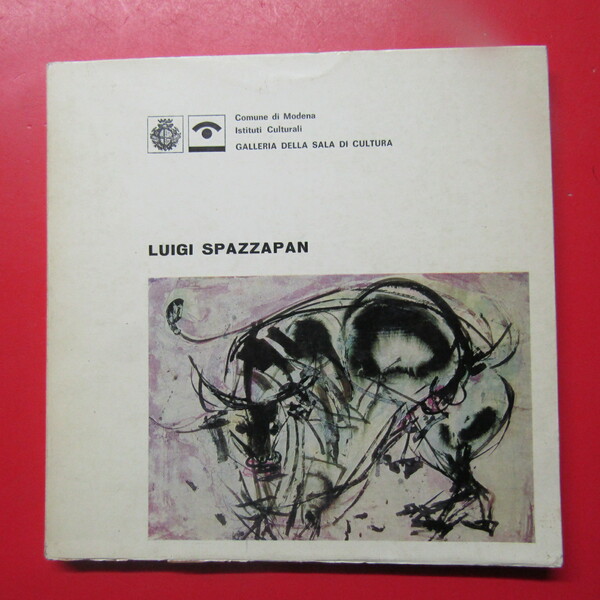 Comune di Modena
Istituti Culturali
GALLERIA DELLA SALA DI CULTURA
LUIGI SPAZZAPAN